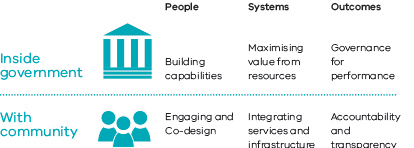 People Systems Outcomes
Inside
government
Building
capabilities
Maximising
value from
resources
Governance
for
performance
With
community
Engaging and
Co-design
Integrating
services and
infrastructure
Accountability
and
transparency